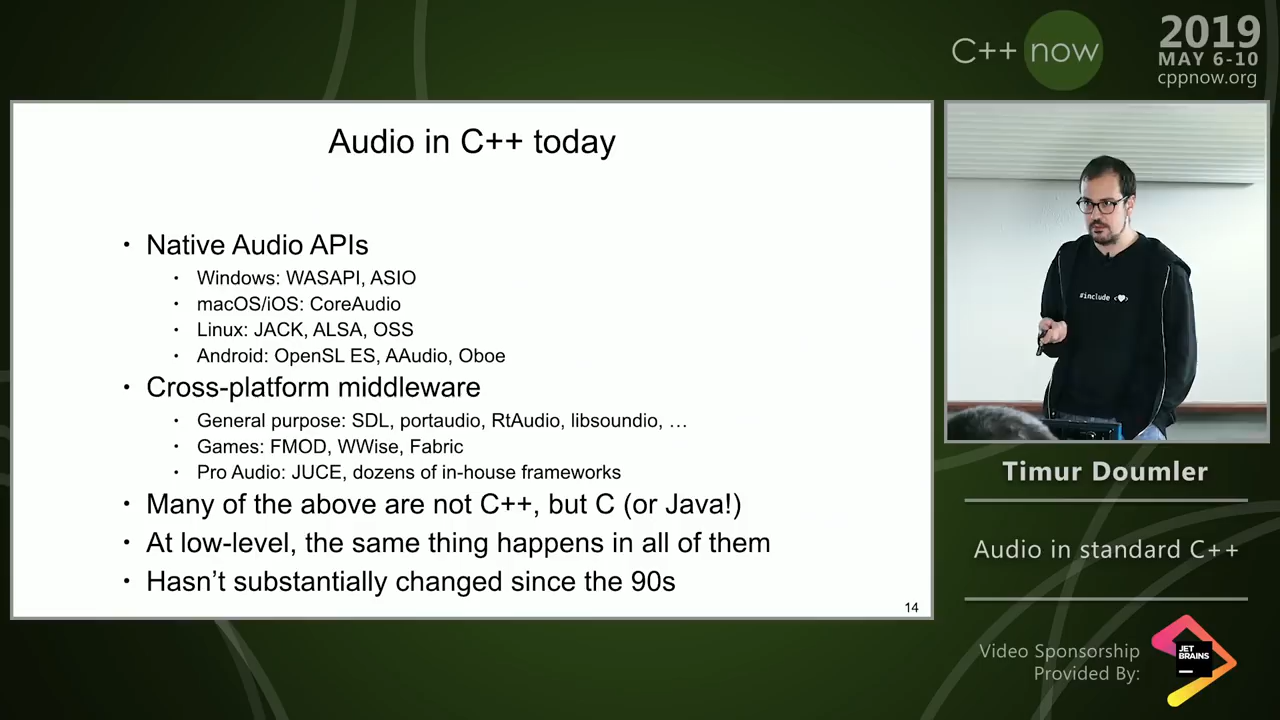 C++ now
2019
MAY 6-10
cppnow.org
Audio in C++ today
• Native Audio APIs
• Windows: WASAPI, ASIO
• macOS/iOS: CoreAudio
• Linux: JACK, ALSA, OSS
• Android: OpenSL ES, AAudio, Oboe
• Cross-platform middleware
• General purpose: SDL, portaudio, RtAudio, libsoundio, …
• Games: FMOD, WWise, Fabric
• Pro Audio: JUCE, dozens of in-house frameworks
• Many of the above are not C++, but C (or Java!)
• At low-level, the same thing happens in all of them
• Hasn’t substantially changed since the 90s
14
#include <♥>
Timur Doumler
Audio in standard C++
Video Sponsorship
Provided By:
JET
BRAINS